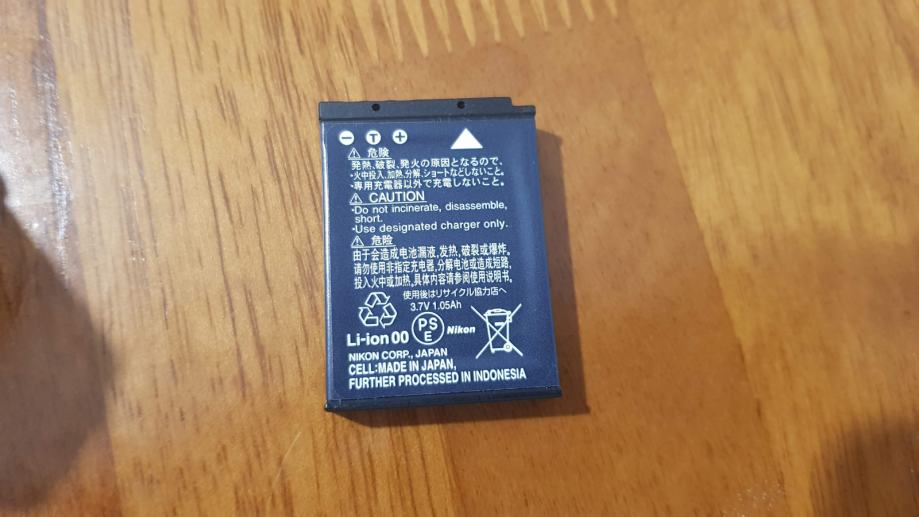 − T +
⚠ 危険
発熱、破裂、発火の原因となるので、
・火中投入、加熱、分解、ショートなどしないこと。
・専用充電器以外で充電しないこと。
⚠ CAUTION
·Do not incinerate, disassemble,
short.
·Use designated charger only.
⚠ 危险
由于会造成电池漏液,发热,破裂或爆炸。
请勿使用非指定充电器,分解电池或造成短路,
投入火中或加热,具体内容请参阅使用说明书。
使用後はリサイクル協力店へ
3.7V 1.05Ah
Li-ion 00 PSE Nikon
NIKON CORP., JAPAN
CELL:MADE IN JAPAN,
FURTHER PROCESSED IN INDONESIA